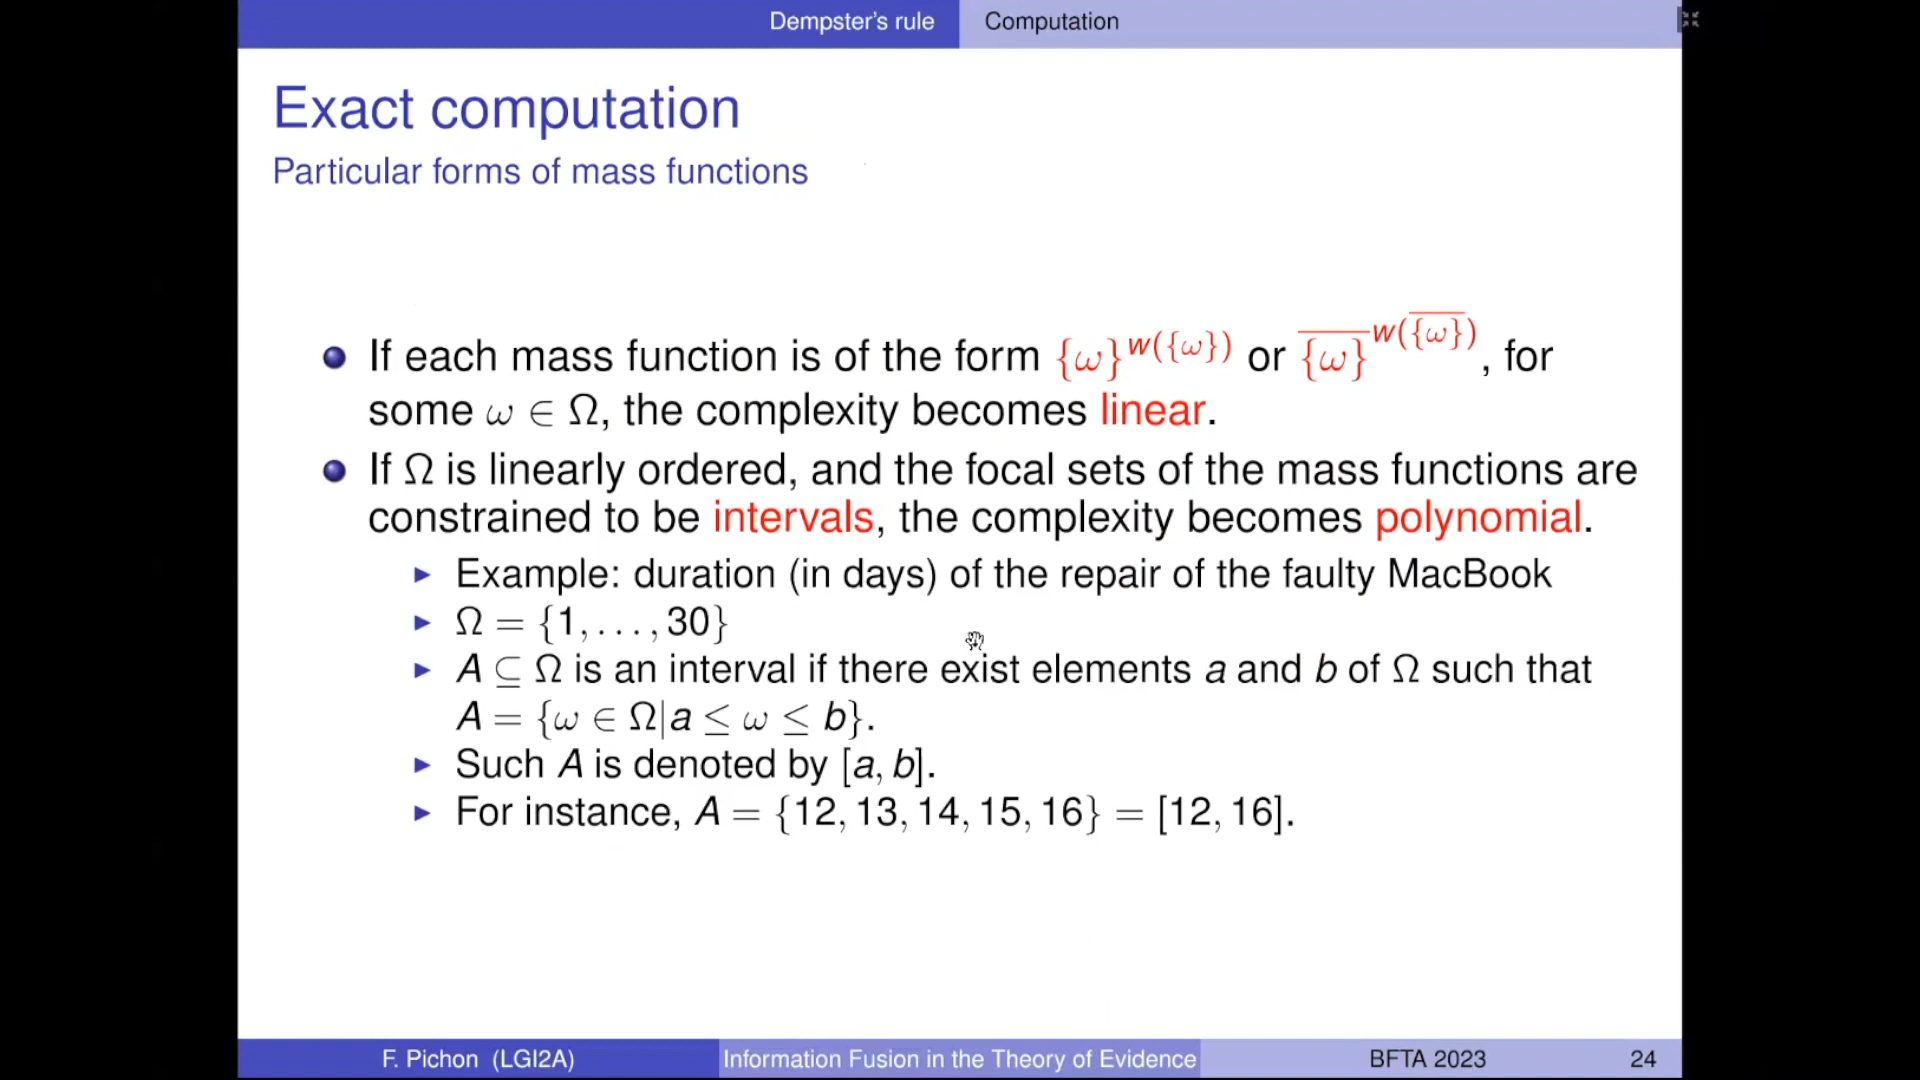 Dempster's rule Computation
Exact computation
Particular forms of mass functions
If each mass function is of the form {ω}^{w({ω})} or \overline{{ω}}^{w(\overline{{ω}})}, for
some ω ∈ Ω, the complexity becomes linear.
If Ω is linearly ordered, and the focal sets of the mass functions are
constrained to be intervals, the complexity becomes polynomial.
Example: duration (in days) of the repair of the faulty MacBook
Ω = {1, . . . , 30}
A ⊆ Ω is an interval if there exist elements a and b of Ω such that
A = {ω ∈ Ω|a ≤ ω ≤ b}.
Such A is denoted by [a, b].
For instance, A = {12, 13, 14, 15, 16} = [12, 16].
F. Pichon (LGI2A) Information Fusion in the Theory of Evidence BFTA 2023 24